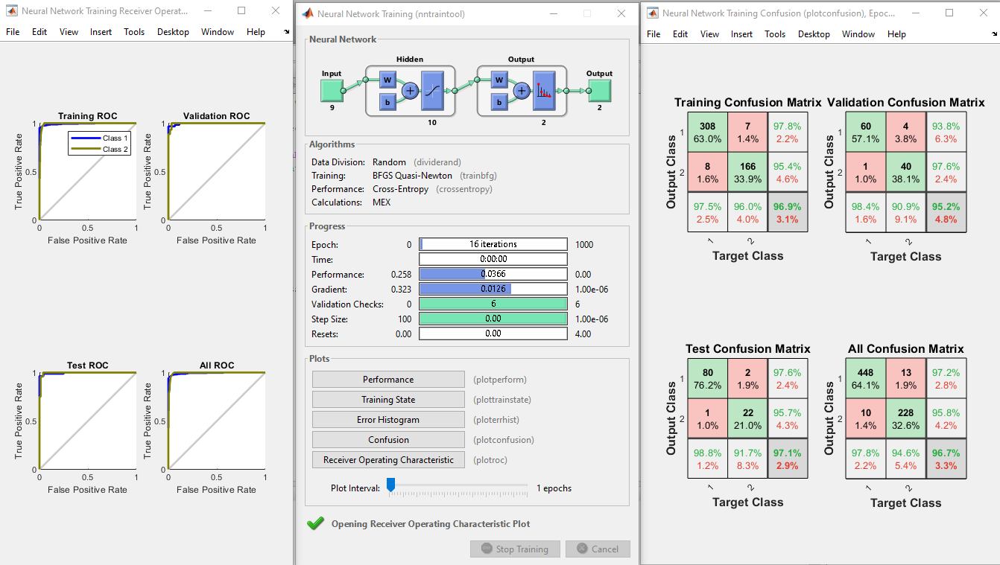 Neural Network Training Receiver Operat...
File Edit View Insert Tools Desktop Window Help
Training ROC
1
0.5
0
0 0.5 1
True Positive Rate
False Positive Rate
Class 1
Class 2
Validation ROC
1
0.5
0
0 0.5 1
True Positive Rate
False Positive Rate
Test ROC
1
0.5
0
0 0.5 1
True Positive Rate
False Positive Rate
All ROC
1
0.5
0
0 0.5 1
True Positive Rate
False Positive Rate
Neural Network Training (nntraintool)
Neural Network
Hidden Output
Input Output
W W
b b
9 10 2 2
Algorithms
Data Division: Random (dividerand)
Training: BFGS Quasi-Newton (trainbfg)
Performance: Cross-Entropy (crossentropy)
Calculations: MEX
Progress
Epoch: 0 16 iterations 1000
Time: 0:00:00
Performance: 0.258 0.0366 0.00
Gradient: 0.323 0.0126 1.00e-06
Validation Checks: 0 6 6
Step Size: 100 0.00 1.00e-06
Resets: 0.00 0.00 4.00
Plots
Performance (plotperform)
Training State (plottrainstate)
Error Histogram (ploterrhist)
Confusion (plotconfusion)
Receiver Operating Characteristic (plotroc)
Plot Interval: 1 epochs
Opening Receiver Operating Characteristic Plot
Stop Training Cancel
Neural Network Training Confusion (plotconfusion), Epoc...
File Edit View Insert Tools Desktop Window Help
Training Confusion Matrix
308 7 97.8%
63.0% 1.4% 2.2%
8 166 95.4%
1.6% 33.9% 4.6%
97.5% 96.0% 96.9%
2.5% 4.0% 3.1%
1
2
1 2
Output Class
Target Class
Validation Confusion Matrix
60 4 93.8%
57.1% 3.8% 6.3%
1 40 97.6%
1.0% 38.1% 2.4%
98.4% 90.9% 95.2%
1.6% 9.1% 4.8%
1
2
1 2
Output Class
Target Class
Test Confusion Matrix
80 2 97.6%
76.2% 1.9% 2.4%
1 22 95.7%
1.0% 21.0% 4.3%
98.8% 91.7% 97.1%
1.2% 8.3% 2.9%
1
2
1 2
Output Class
Target Class
All Confusion Matrix
448 13 97.2%
64.1% 1.9% 2.8%
10 228 95.8%
1.4% 32.6% 4.2%
97.8% 94.6% 96.7%
2.2% 5.4% 3.3%
1
2
1 2
Output Class
Target Class